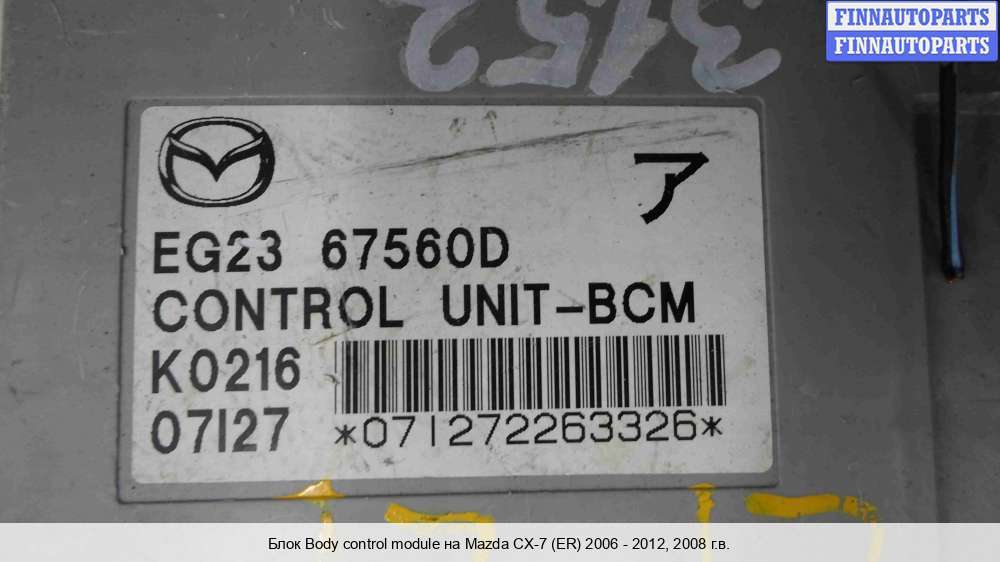 3152
FINNAUTOPARTS
FINNAUTOPARTS
ア
EG23 67560D
CONTROL UNIT-BCM
K0216
07I27
*07I272263326*
Блок Body control module на Mazda CX-7 (ER) 2006 - 2012, 2008 г.в.